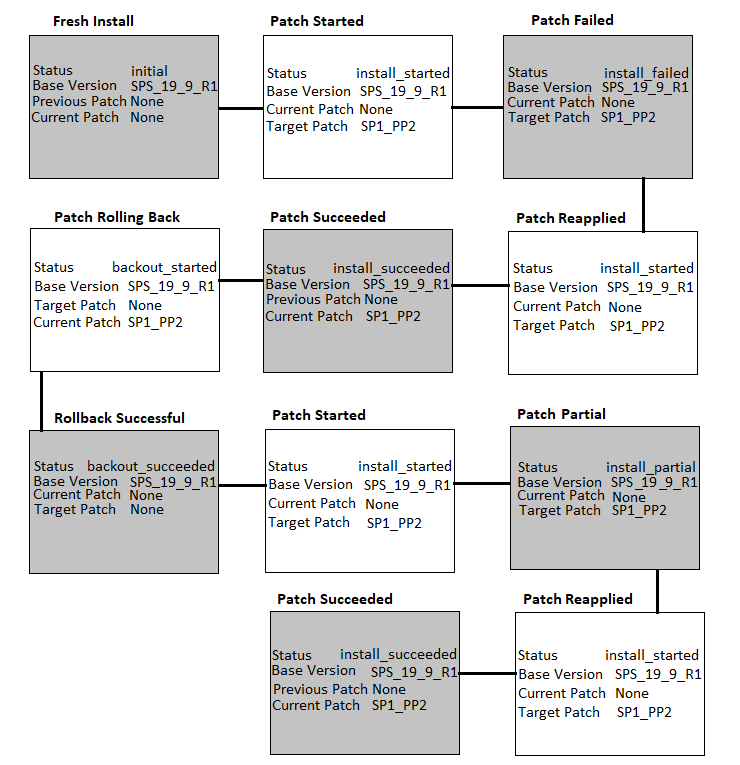 Fresh Install
Status initial
Base Version SPS_19_9_R1
Previous Patch None
Current Patch None
Patch Started
Status install_started
Base Version SPS_19_9_R1
Current Patch None
Target Patch SP1_PP2
Patch Failed
Status install_failed
Base Version SPS_19_9_R1
Current Patch None
Target Patch SP1_PP2
Patch Rolling Back
Status backout_started
Base Version SPS_19_9_R1
Target Patch None
Current Patch SP1_PP2
Patch Succeeded
Status install_succeeded
Base Version SPS_19_9_R1
Previous Patch None
Current Patch SP1_PP2
Patch Reapplied
Status install_started
Base Version SPS_19_9_R1
Current Patch None
Target Patch SP1_PP2
Rollback Successful
Status backout_succeeded
Base Version SPS_19_9_R1
Current Patch None
Target Patch None
Patch Started
Status install_started
Base Version SPS_19_9_R1
Current Patch None
Target Patch SP1_PP2
Patch Partial
Status install_partial
Base Version SPS_19_9_R1
Current Patch None
Target Patch SP1_PP2
Patch Succeeded
Status install_succeeded
Base Version SPS_19_9_R1
Previous Patch None
Current Patch SP1_PP2
Patch Reapplied
Status install_started
Base Version SPS_19_9_R1
Current Patch None
Target Patch SP1_PP2